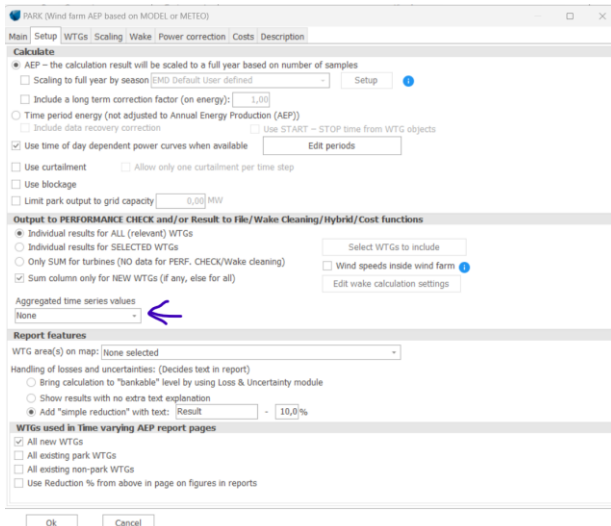 PARK (Wind farm AEP based on MODEL or METEO)
Main Setup WTGs Scaling Wake Power correction Costs Description
Calculate
AEP – the calculation result will be scaled to a full year based on number of samples
Scaling to full year by season EMD Default User defined Setup
Include a long term correction factor (on energy): 1,00
Time period energy (not adjusted to Annual Energy Production (AEP))
Include data recovery correction Use START – STOP time from WTG objects
Use time of day dependent power curves when available Edit periods
Use curtailment Allow only one curtailment per time step
Use blockage
Limit park output to grid capacity 0,00 MW
Output to PERFORMANCE CHECK and/or Result to File/Wake Cleaning/Hybrid/Cost functions
Individual results for ALL (relevant) WTGs
Individual results for SELECTED WTGs Select WTGs to include
Only SUM for turbines (NO data for PERF. CHECK/Wake cleaning) Wind speeds inside wind farm
Sum column only for NEW WTGs (if any, else for all) Edit wake calculation settings
Aggregated time series values
None
Report features
WTG area(s) on map: None selected
Handling of losses and uncertainties: (Decides text in report)
Bring calculation to "bankable" level by using Loss & Uncertainty module
Show results with no extra text explanation
Add "simple reduction" with text: Result - 10,0 %
WTGs used in Time varying AEP report pages
All new WTGs
All existing park WTGs
All existing non-park WTGs
Use Reduction % from above in page on figures in reports
Ok Cancel